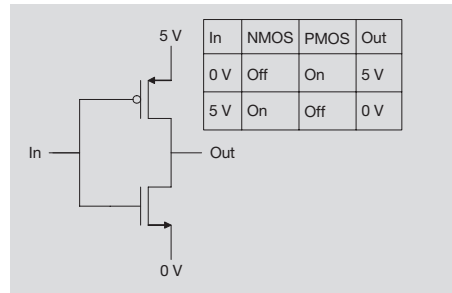 5 V
In
Out
0 V
In NMOS PMOS Out
0 V Off On 5 V
5 V On Off 0 V